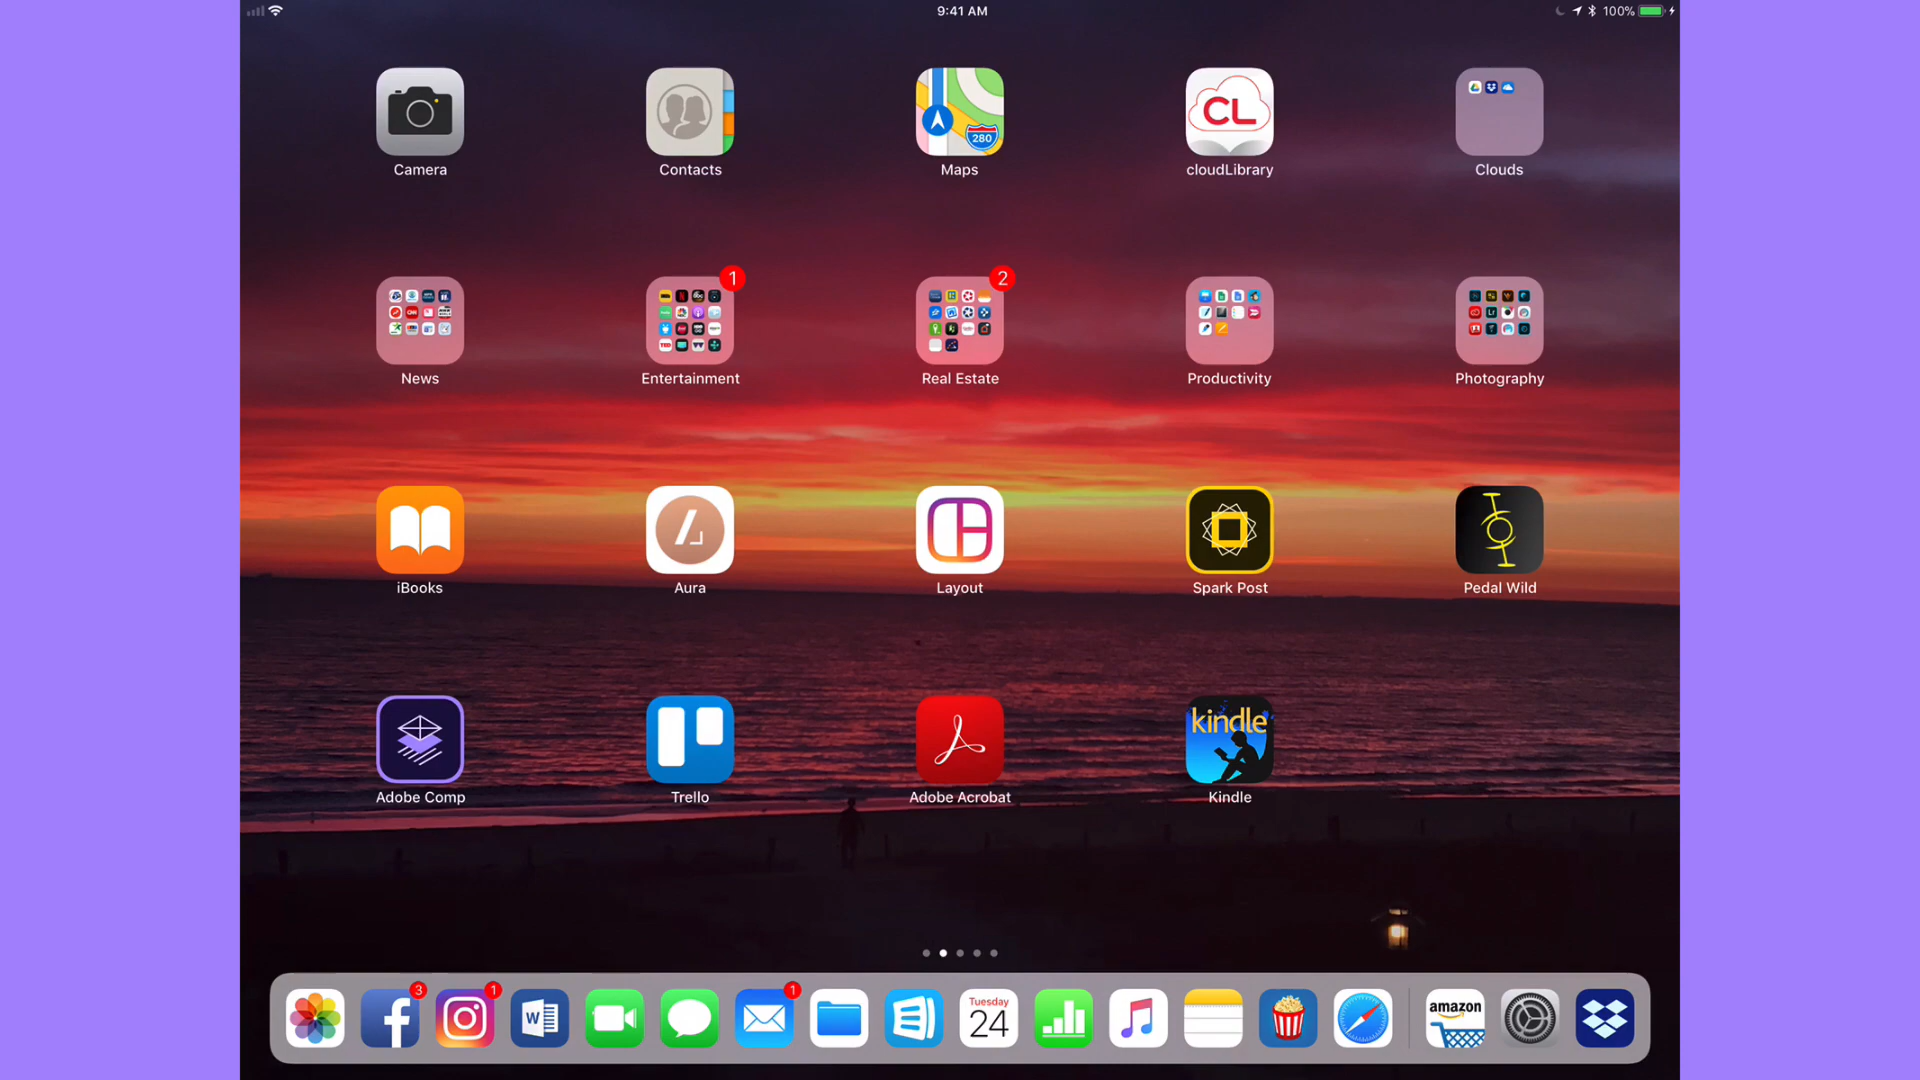 9:41 AM
100%
280
CL
Camera
Contacts
Maps
cloudLibrary
Clouds
1
2
News
Entertainment
Real Estate
Productivity
Photography
iBooks
Aura
Layout
Spark Post
Pedal Wild
kindle
Adobe Comp
Trello
Adobe Acrobat
Kindle
3
1
1
f
W
Tuesday
24
amazon